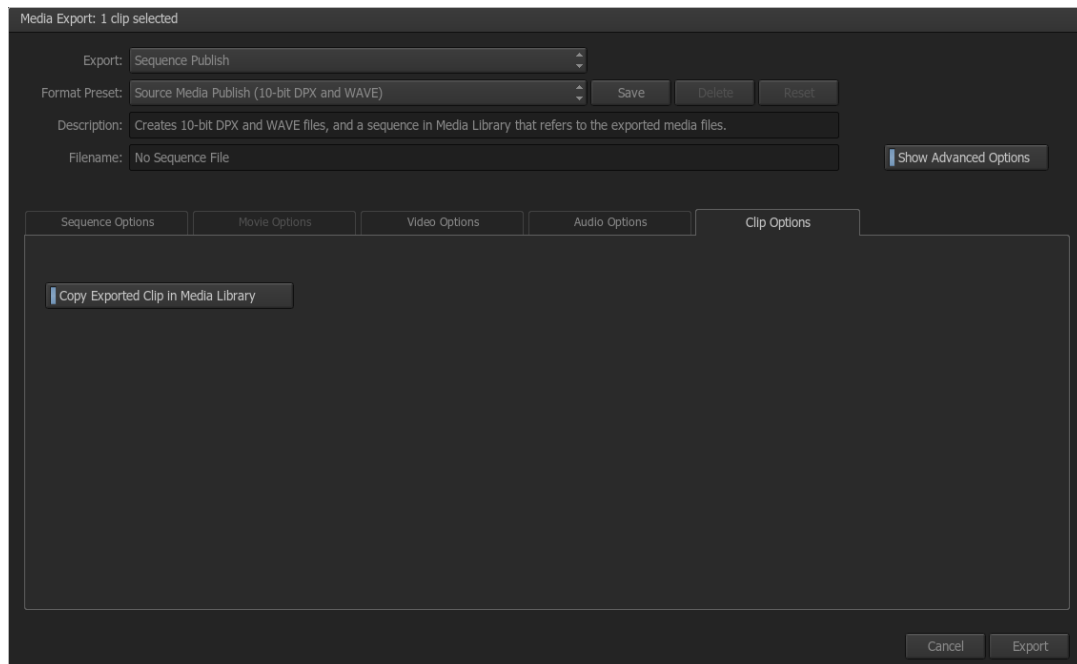 Media Export: 1 clip selected
Export: Sequence Publish
Format Preset: Source Media Publish (10-bit DPX and WAVE) Save Delete Reset
Description: Creates 10-bit DPX and WAVE files, and a sequence in Media Library that refers to the exported media files.
Filename: No Sequence File Show Advanced Options
Sequence Options Movie Options Video Options Audio Options Clip Options
Copy Exported Clip in Media Library
Cancel Export